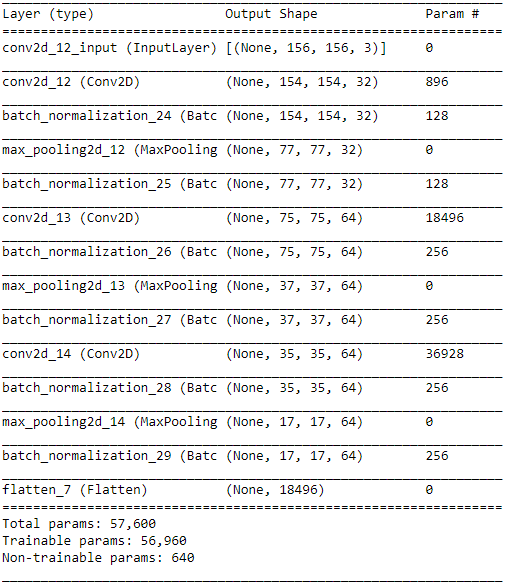 Layer (type) Output Shape Param #
conv2d_12_input (InputLayer) [(None, 156, 156, 3)] 0
conv2d_12 (Conv2D) (None, 154, 154, 32) 896
batch_normalization_24 (Batc (None, 154, 154, 32) 128
max_pooling2d_12 (MaxPooling (None, 77, 77, 32) 0
batch_normalization_25 (Batc (None, 77, 77, 32) 128
conv2d_13 (Conv2D) (None, 75, 75, 64) 18496
batch_normalization_26 (Batc (None, 75, 75, 64) 256
max_pooling2d_13 (MaxPooling (None, 37, 37, 64) 0
batch_normalization_27 (Batc (None, 37, 37, 64) 256
conv2d_14 (Conv2D) (None, 35, 35, 64) 36928
batch_normalization_28 (Batc (None, 35, 35, 64) 256
max_pooling2d_14 (MaxPooling (None, 17, 17, 64) 0
batch_normalization_29 (Batc (None, 17, 17, 64) 256
flatten_7 (Flatten) (None, 18496) 0
Total params: 57,600
Trainable params: 56,960
Non-trainable params: 640